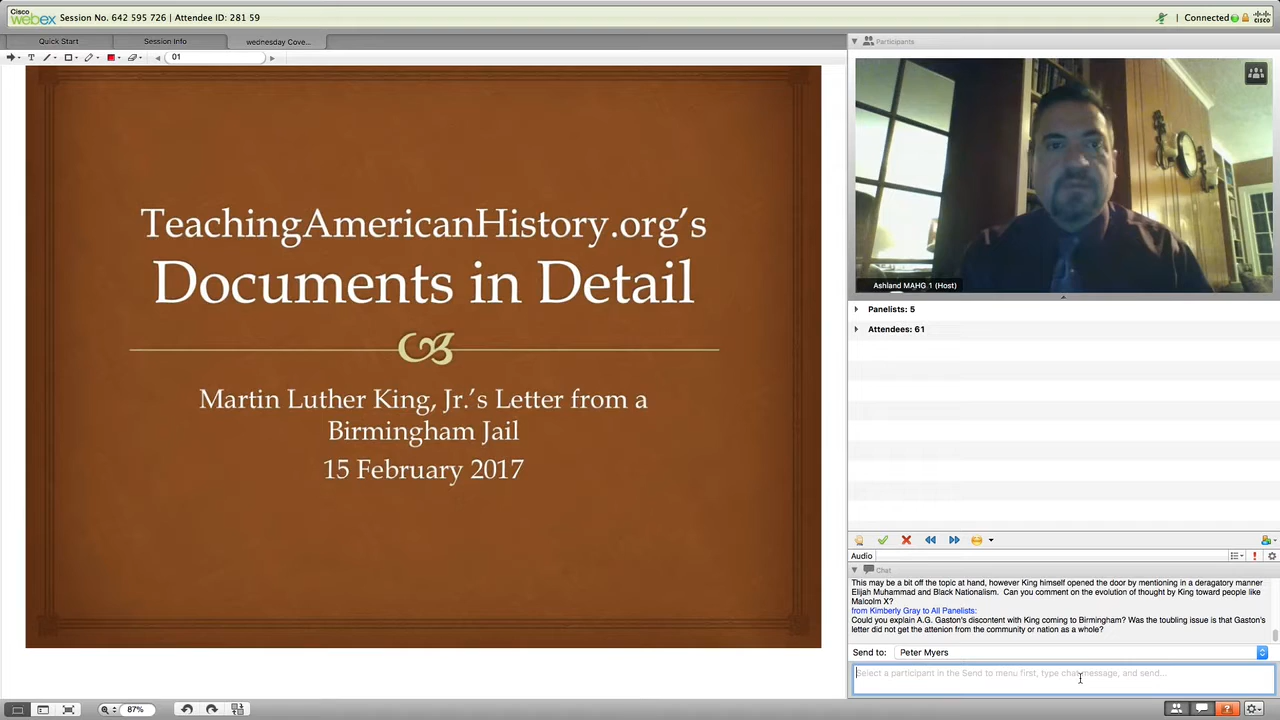 Cisco
webex
Session No. 642 595 726 | Attendee ID: 281 59
Connected
CISCO
Quick Start
Session Info
wednesday Cove...
T
01
TeachingAmericanHistory.org's
Documents in Detail
Martin Luther King, Jr.'s Letter from a
Birmingham Jail
15 February 2017
Participants
Ashland MAHG 1 (Host)
Panelists: 5
Attendees: 61
Audio
Chat
This may be a bit off the topic at hand, however King himself opened the door by mentioning in a deragatory manner
Elijah Muhammad and Black Nationalism. Can you comment on the evolution of thought by King toward people like
Malcolm X?
from Kimberly Gray to All Panelists:
Could you explain A.G. Gaston's discontent with King coming to Birmingham? Was the toubling issue is that Gaston's
letter did not get the attenion from the community or nation as a whole?
Send to: Peter Myers
Select a participant in the Send to menu first, type chat message, and send...
87%